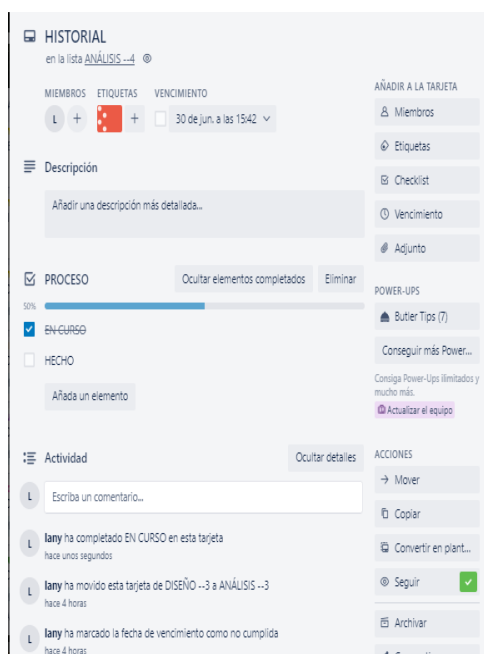 HISTORIAL
en la lista ANÁLISIS --4
MIEMBROS ETIQUETAS VENCIMIENTO
L + + 30 de jun. a las 15:42
Descripción
Añadir una descripción más detallada...
PROCESO Ocultar elementos completados Eliminar
50%
EN CURSO
HECHO
Añada un elemento
Actividad Ocultar detalles
L Escriba un comentario...
L lany ha completado EN CURSO en esta tarjeta
hace unos segundos
L lany ha movido esta tarjeta de DISEÑO --3 a ANÁLISIS --3
hace 4 horas
L lany ha marcado la fecha de vencimiento como no cumplida
hace 4 horas
AÑADIR A LA TARJETA
Miembros
Etiquetas
Checklist
Vencimiento
Adjunto
POWER-UPS
Butler Tips (7)
Conseguir más Power...
Consiga Power-Ups ilimitados y
mucho más.
Actualizar el equipo
ACCIONES
Mover
Copiar
Convertir en plant...
Seguir
Archivar